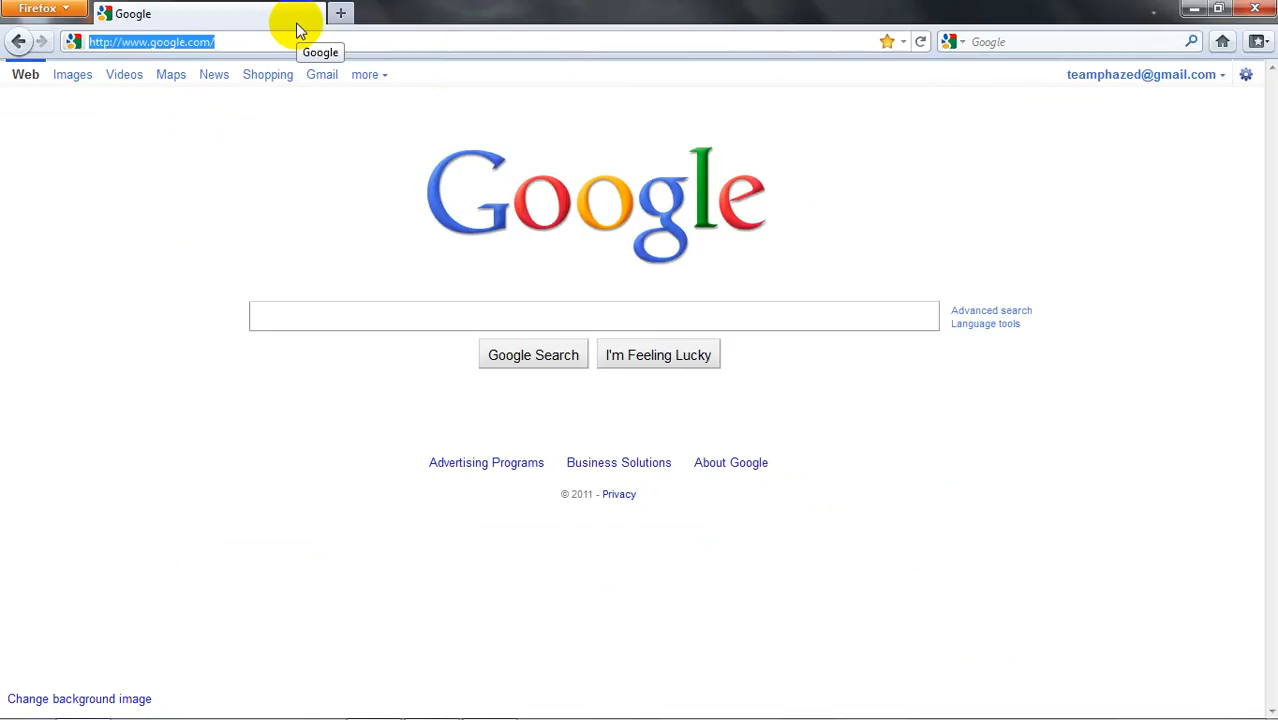 Firefox
Google
+
http://www.google.com/
Google
Google
Web Images Videos Maps News Shopping Gmail more
teamphazed@gmail.com
Google
Advanced search
Language tools
Google Search
I'm Feeling Lucky
Advertising Programs Business Solutions About Google
© 2011 - Privacy
Change background image